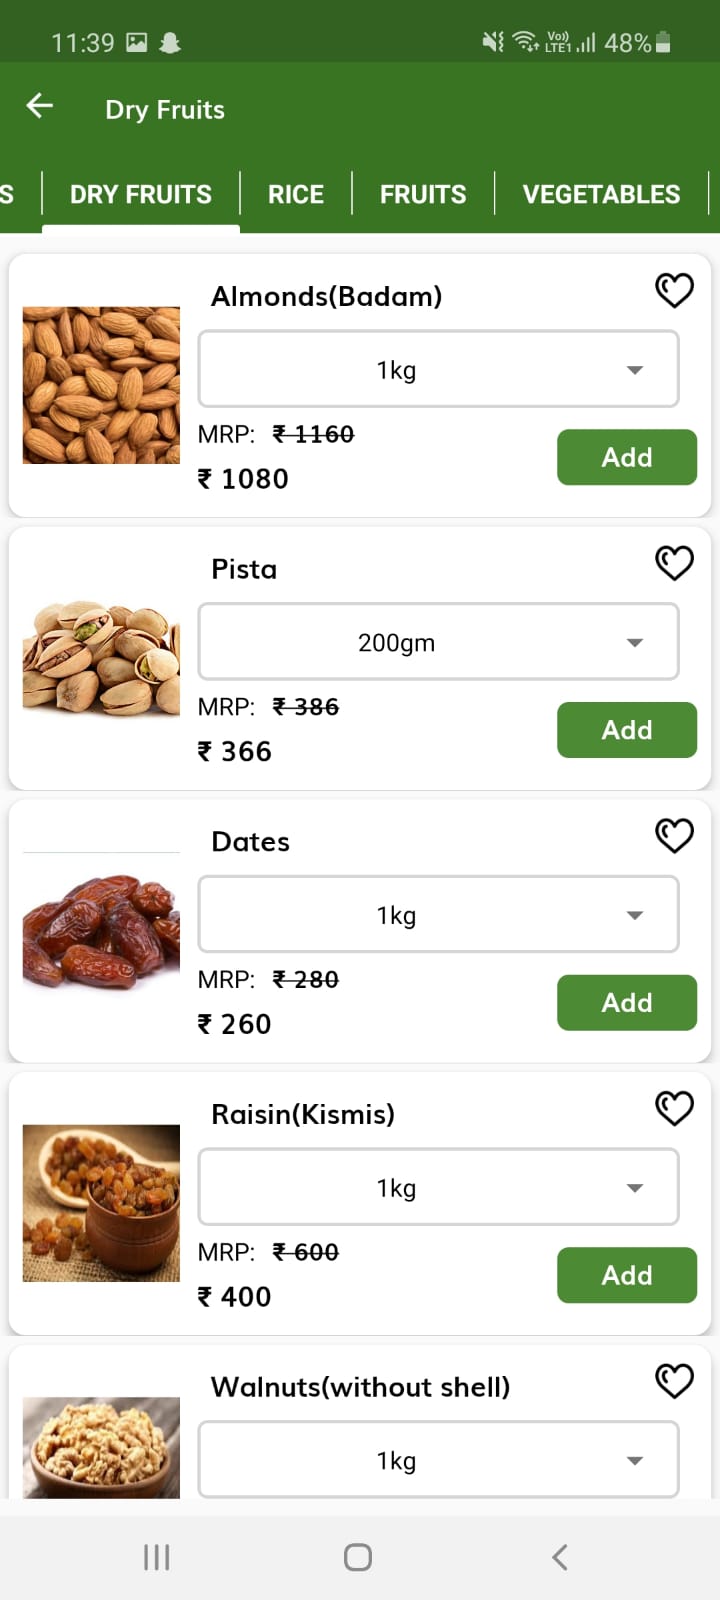 11:39 Vo)) LTE1 48%
Dry Fruits
S DRY FRUITS RICE FRUITS VEGETABLES
Almonds(Badam)
1kg
MRP: ₹ 1160
₹ 1080
Add
Pista
200gm
MRP: ₹ 386
₹ 366
Add
Dates
1kg
MRP: ₹ 280
₹ 260
Add
Raisin(Kismis)
1kg
MRP: ₹ 600
₹ 400
Add
Walnuts(without shell)
1kg